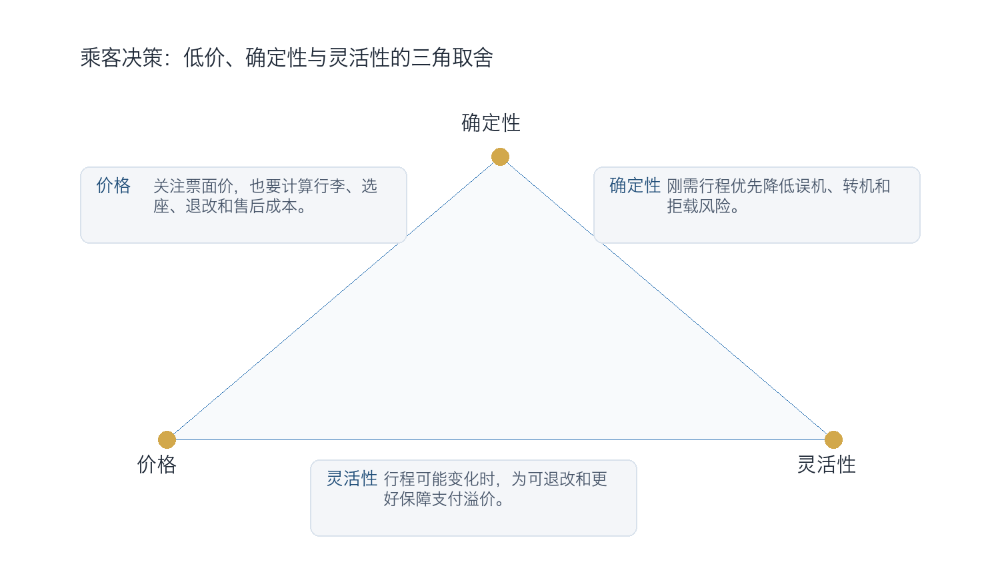 乘客决策：低价、确定性与灵活性的三角取舍
确定性
价格 关注票面价，也要计算行李、选
座、退改和售后成本。
确定性 刚需行程优先降低误机、转机和
拒载风险。
价格
灵活性
灵活性 行程可能变化时，为可退改和更
好保障支付溢价。